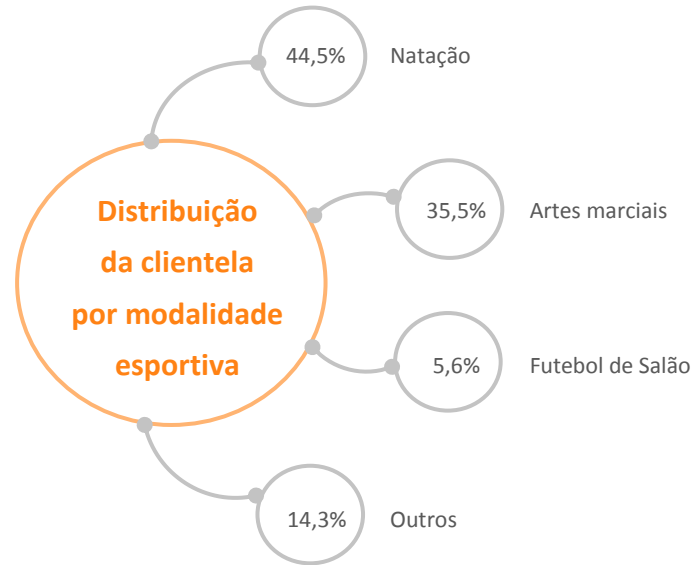 44,5% Natação
Distribuição
da clientela
por modalidade
esportiva
35,5% Artes marciais
5,6% Futebol de Salão
14,3% Outros